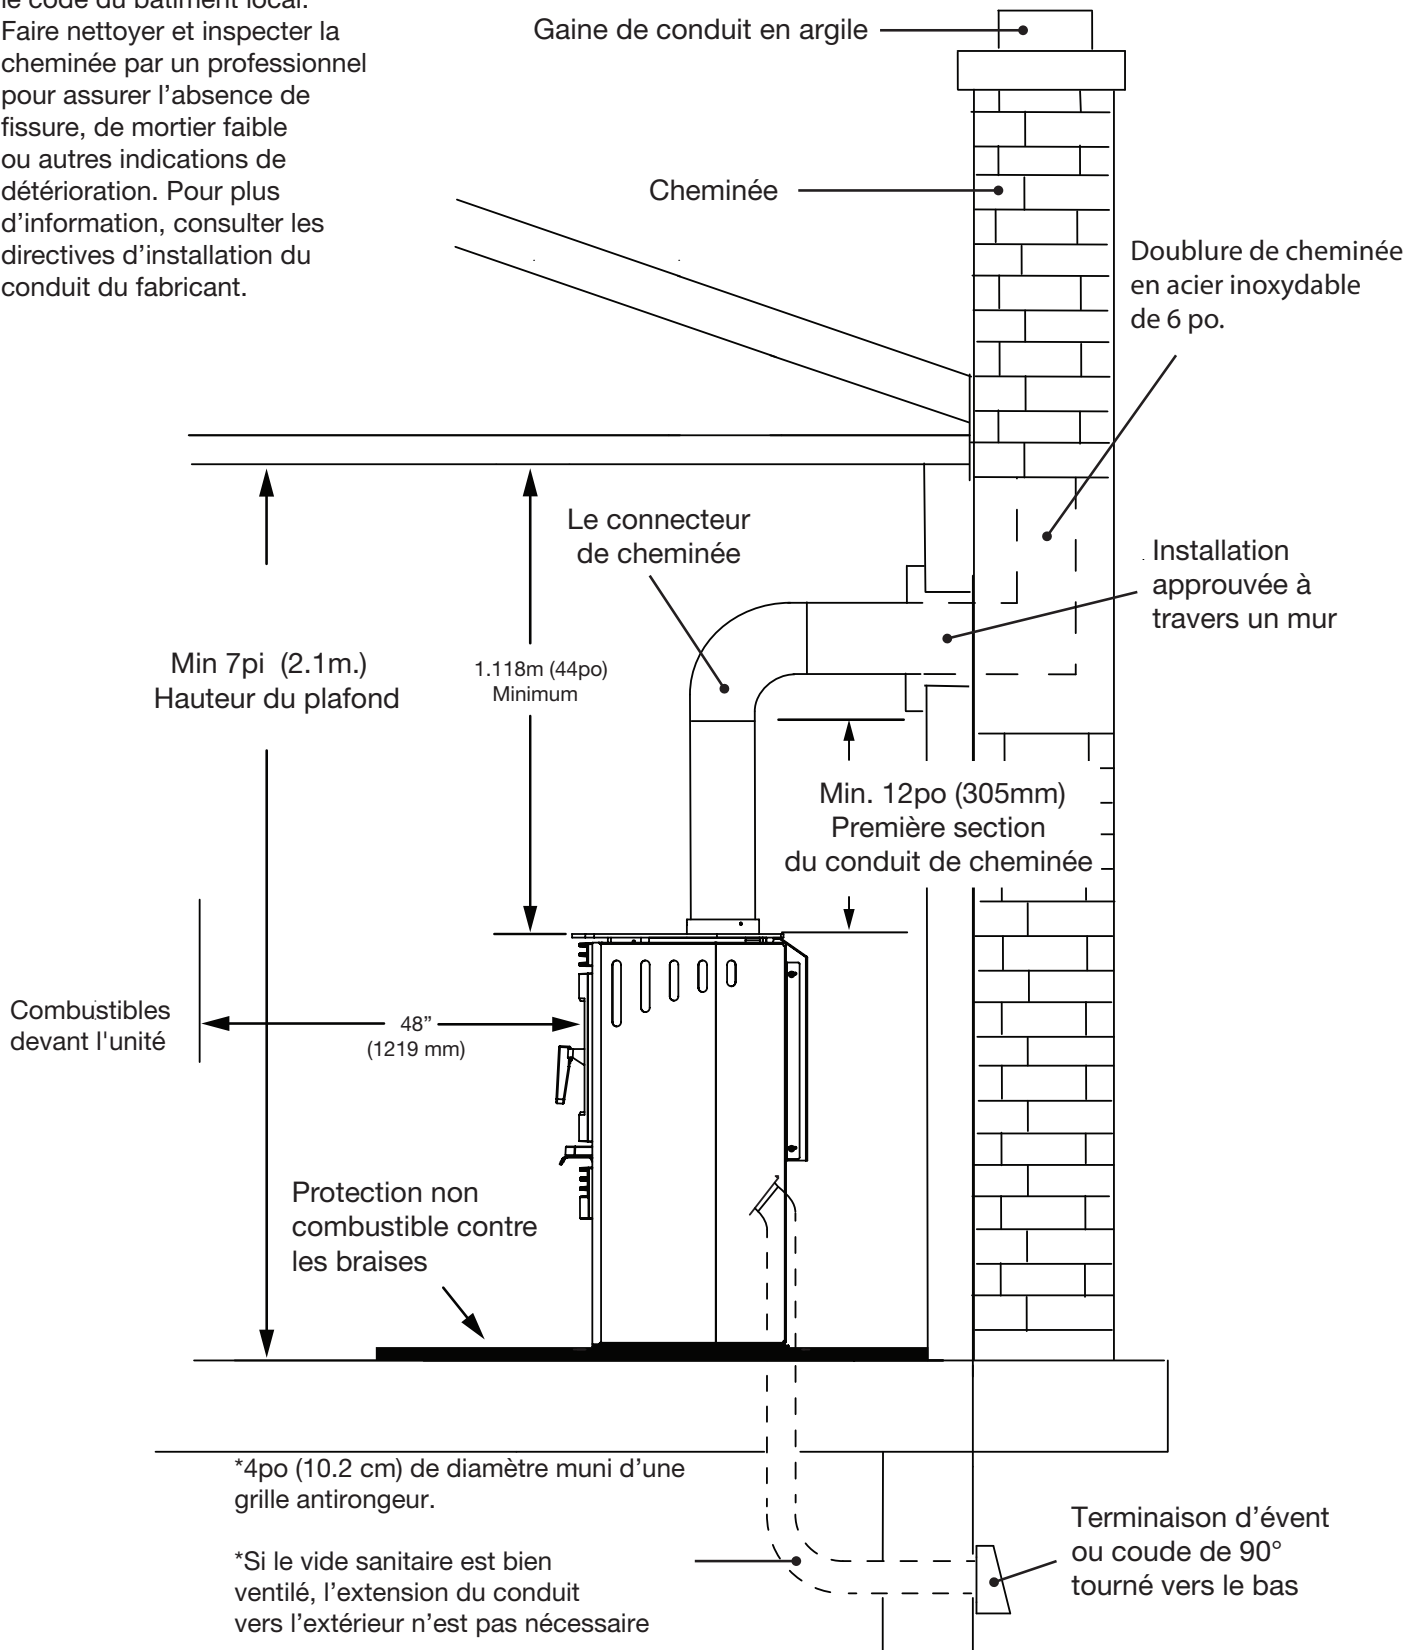 le code du bâtiment local.
Faire nettoyer et inspecter la
cheminée par un professionnel
pour assurer l’absence de
fissure, de mortier faible
ou autres indications de
détérioration. Pour plus
d’information, consulter les
directives d’installation du
conduit du fabricant.
Gaine de conduit en argile
Cheminée
Doublure de cheminée
en acier inoxydable
de 6 po.
Le connecteur
de cheminée
Installation
approuvée à
travers un mur
Min 7pi (2.1m.)
Hauteur du plafond
1.118m (44po)
Minimum
Min. 12po (305mm)
Première section
du conduit de cheminée
Combustibles
devant l'unité
48”
(1219 mm)
Protection non
combustible contre
les braises
*4po (10.2 cm) de diamètre muni d’une
grille antirongeur.
*Si le vide sanitaire est bien
ventilé, l’extension du conduit
vers l’extérieur n’est pas nécessaire
Terminaison d’évent
ou coude de 90°
tourné vers le bas